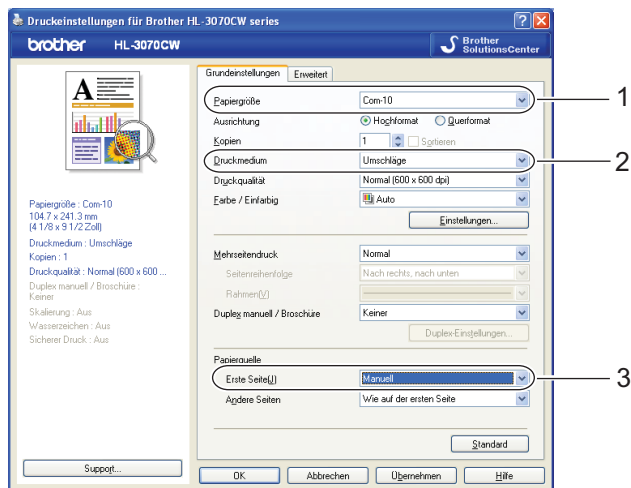 Druckeinstellungen für Brother HL-3070CW series
brother HL-3070CW
Brother
SolutionsCenter
Grundeinstellungen Erweitert
Papiergröße Com-10 1
Ausrichtung Hochformat Querformat
Kopien 1 Sortieren
Druckmedium Umschläge 2
Druckqualität Normal (600 x 600 dpi)
Farbe / Einfarbig Auto
Einstellungen...
Mehrseitendruck Normal
Seitenreihenfolge Nach rechts, nach unten
Rahmen(V)
Duplex manuell / Broschüre Keiner
Duplex-Einstellungen...
Papierquelle
Erste Seite(J) Manuell 3
Andere Seiten Wie auf der ersten Seite
Standard
A
Papiergröße : Com-10
104.7 x 241.3 mm
(4 1/8 x 9 1/2 Zoll)
Druckmedium : Umschläge
Kopien : 1
Druckqualität : Normal (600 x 600 ...
Duplex manuell / Broschüre :
Keiner
Skalierung : Aus
Wasserzeichen : Aus
Sicherer Druck : Aus
Support...
OK Abbrechen Übernehmen Hilfe